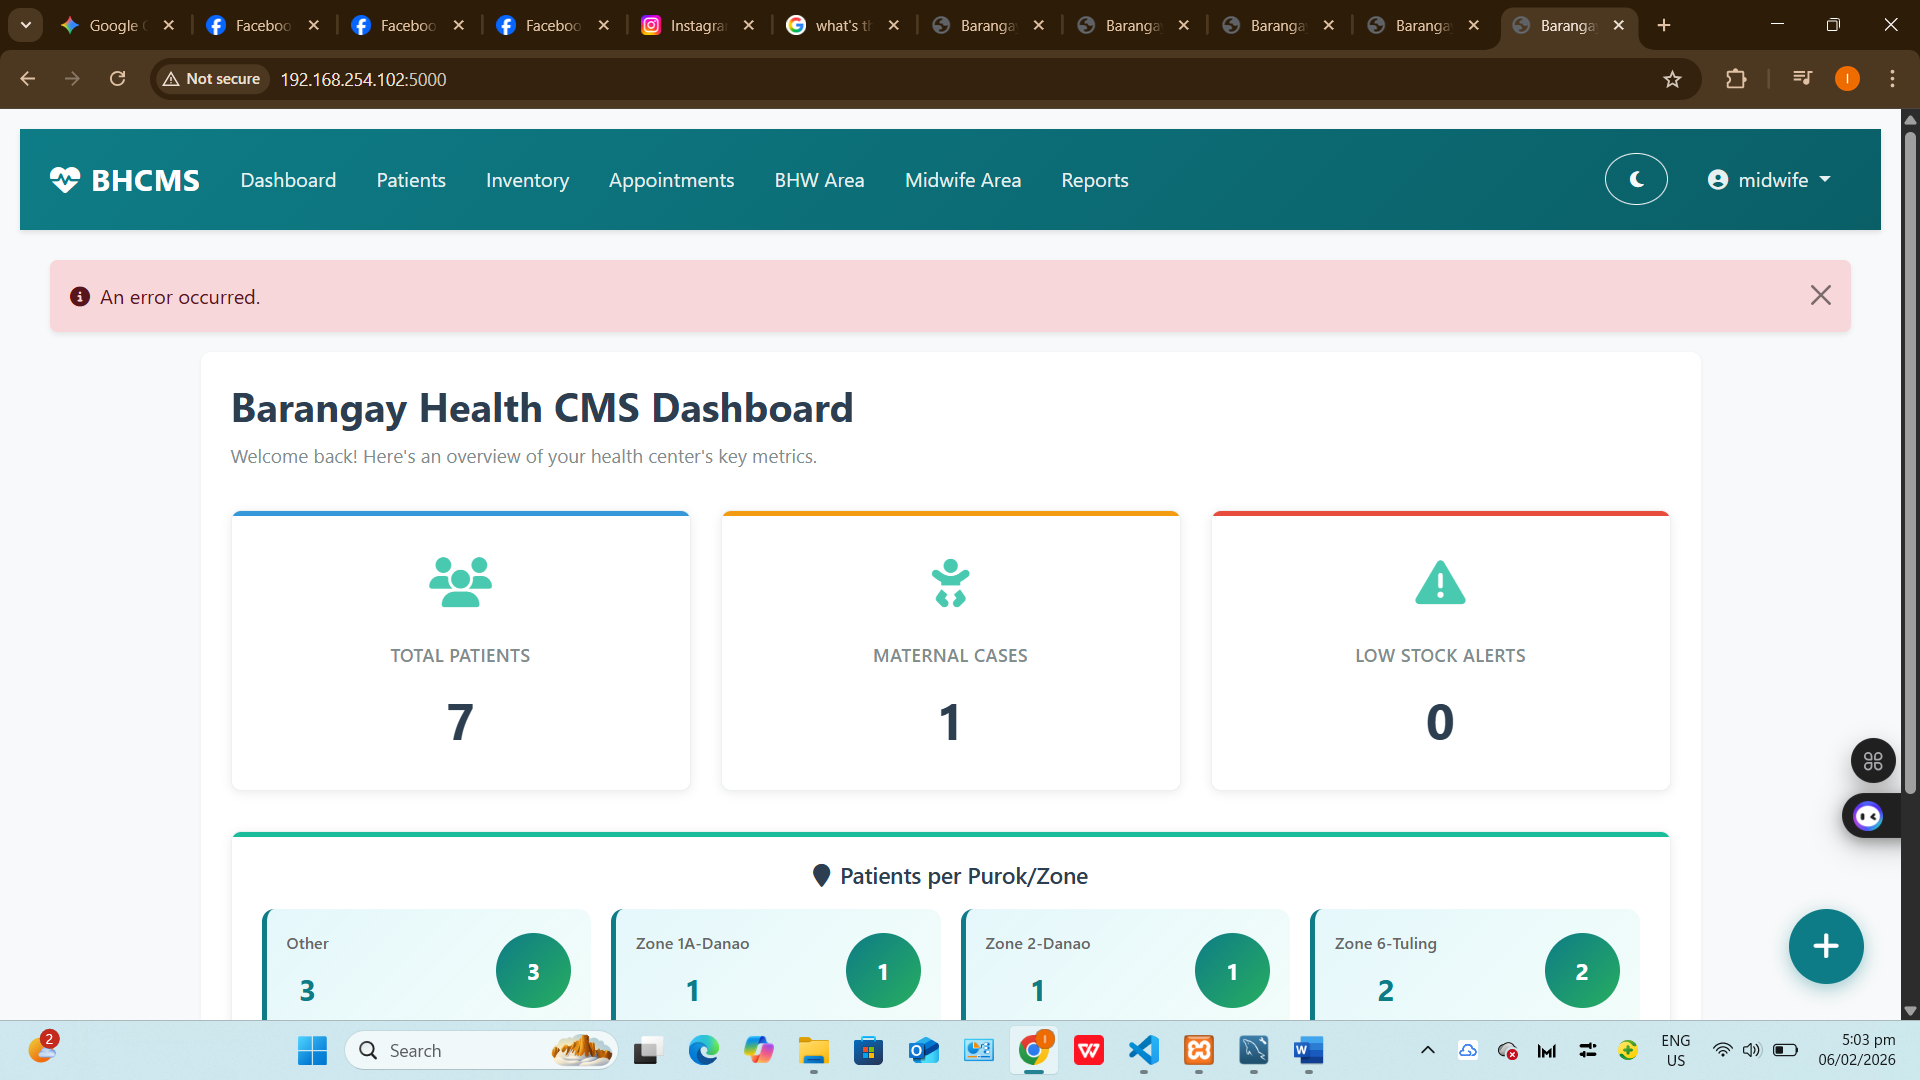 Google
Faceboo
Faceboo
Faceboo
Instagra
what's th
Baranga
Baranga
Baranga
Baranga
Baranga
Not secure
192.168.254.102:5000
I
BHCMS
Dashboard
Patients
Inventory
Appointments
BHW Area
Midwife Area
Reports
midwife
An error occurred.
Barangay Health CMS Dashboard
Welcome back! Here's an overview of your health center's key metrics.
TOTAL PATIENTS
7
MATERNAL CASES
1
LOW STOCK ALERTS
0
Patients per Purok/Zone
Other
3
3
Zone 1A-Danao
1
1
Zone 2-Danao
1
1
Zone 6-Tuling
2
2
2
Search
ENG
US
5:03 pm
06/02/2026